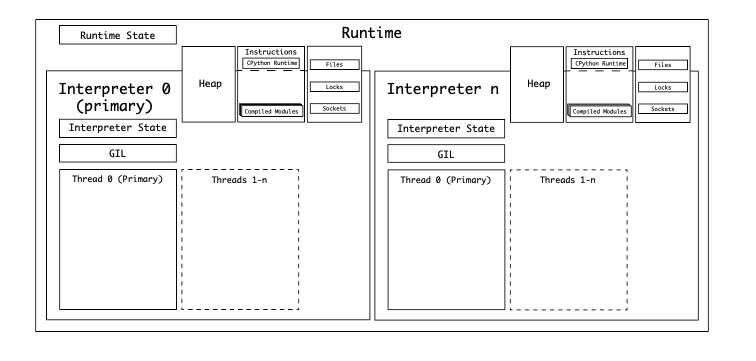 Runtime
Runtime State
Interpreter 0
(primary)
Heap
Instructions
CPython Runtime
Compiled Modules
Files
Locks
Sockets
Interpreter State
GIL
Thread 0 (Primary)
Threads 1-n
Interpreter n
Heap
Instructions
CPython Runtime
Compiled Modules
Files
Locks
Sockets
Interpreter State
GIL
Thread 0 (Primary)
Threads 1-n